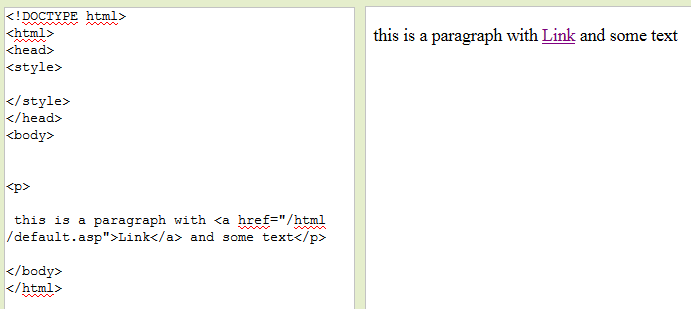 <!DOCTYPE html>
<html>
<head>
<style>
</style>
</head>
<body>
<p>
this is a paragraph with <a href="/html
/default.asp">Link</a> and some text</p>
</body>
</html>
this is a paragraph with Link and some text